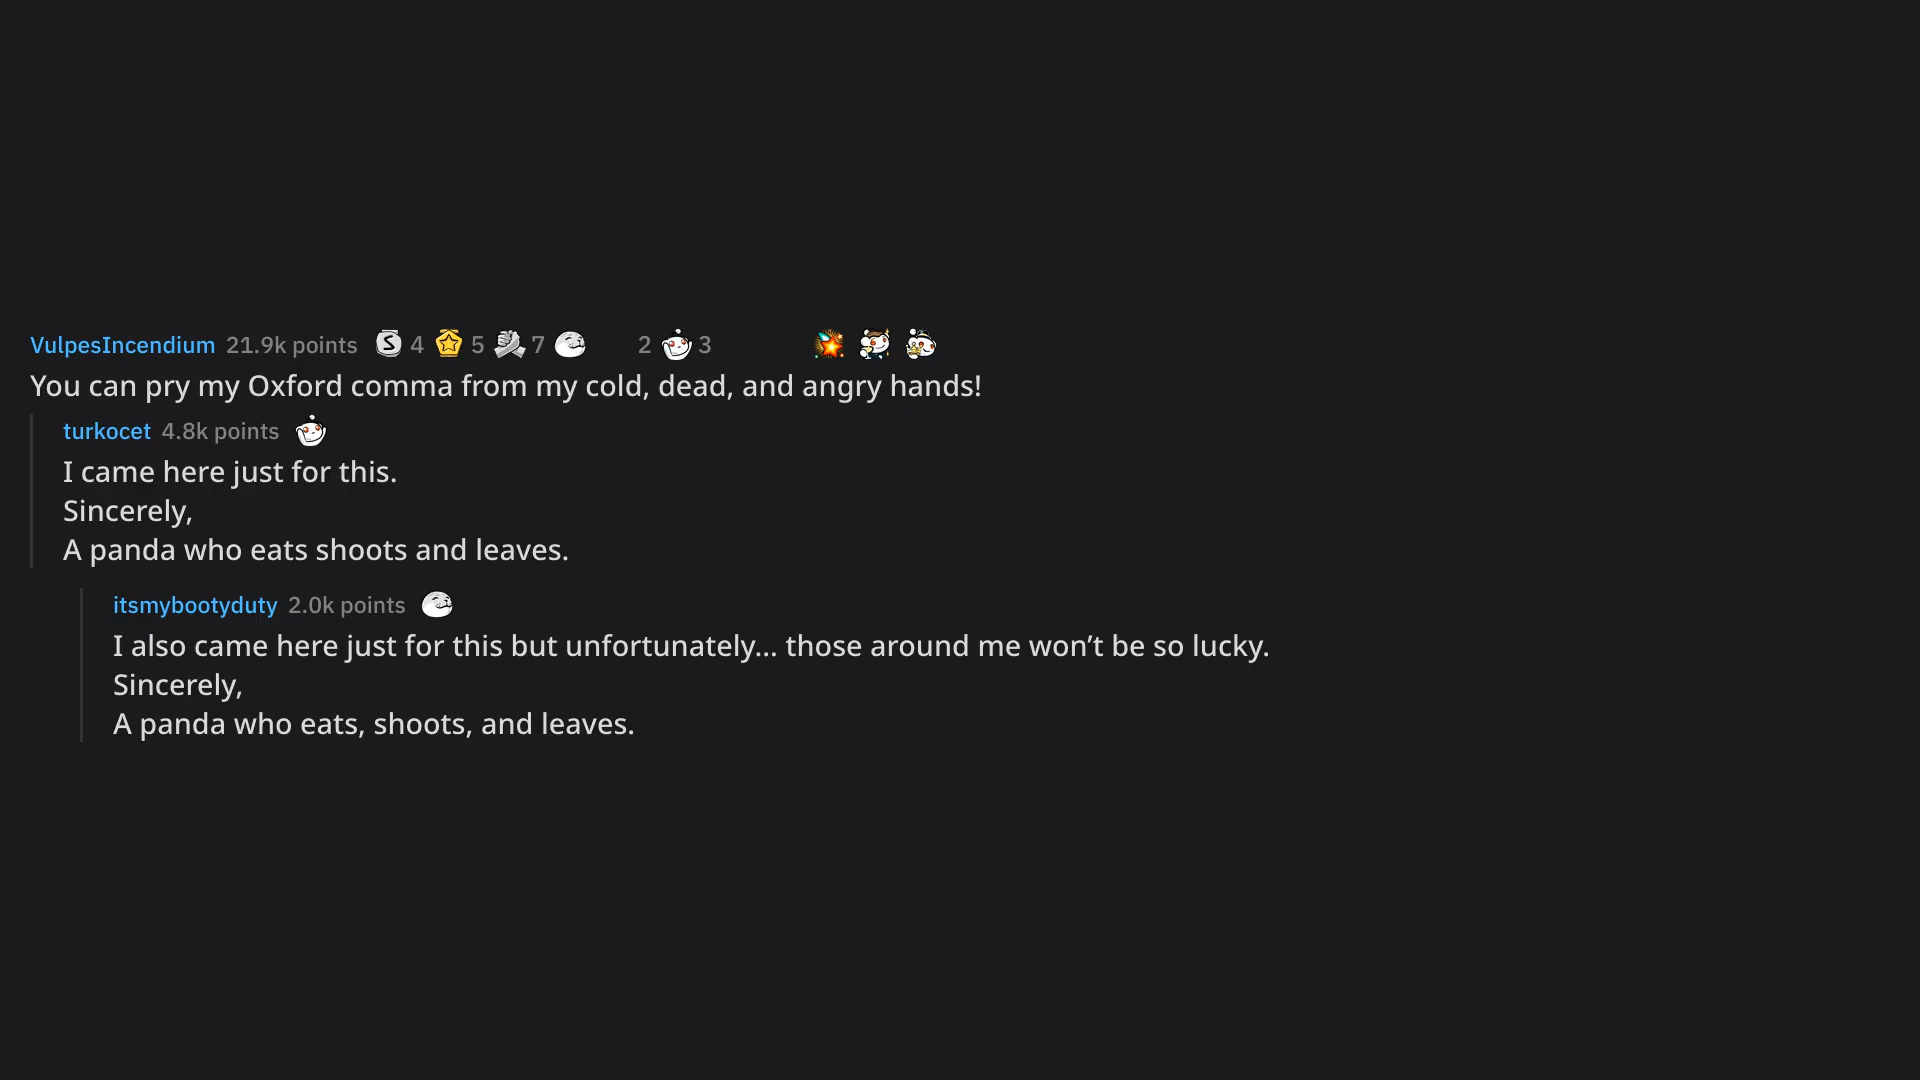 VulpesIncendium 21.9k points 4 5 7 2 3
You can pry my Oxford comma from my cold, dead, and angry hands!
turkocet 4.8k points
I came here just for this.
Sincerely,
A panda who eats shoots and leaves.
itsmybootyduty 2.0k points
I also came here just for this but unfortunately... those around me won’t be so lucky.
Sincerely,
A panda who eats, shoots, and leaves.